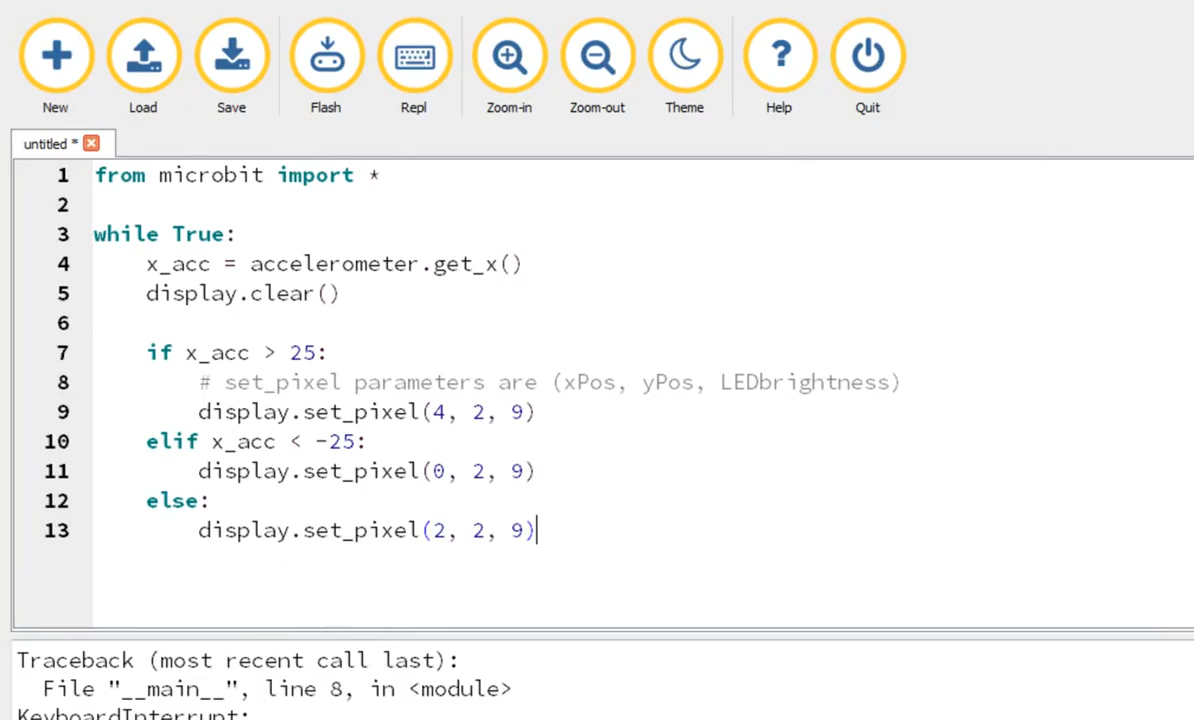 New Load Save Flash Repl Zoom-in Zoom-out Theme Help Quit
untitled *
1 from microbit import *
2
3 while True:
4     x_acc = accelerometer.get_x()
5     display.clear()
6
7     if x_acc > 25:
8         # set_pixel parameters are (xPos, yPos, LEDbrightness)
9         display.set_pixel(4, 2, 9)
10     elif x_acc < -25:
11         display.set_pixel(0, 2, 9)
12     else:
13         display.set_pixel(2, 2, 9)
Traceback (most recent call last):
  File "__main__", line 8, in <module>
KeyboardInterrupt: